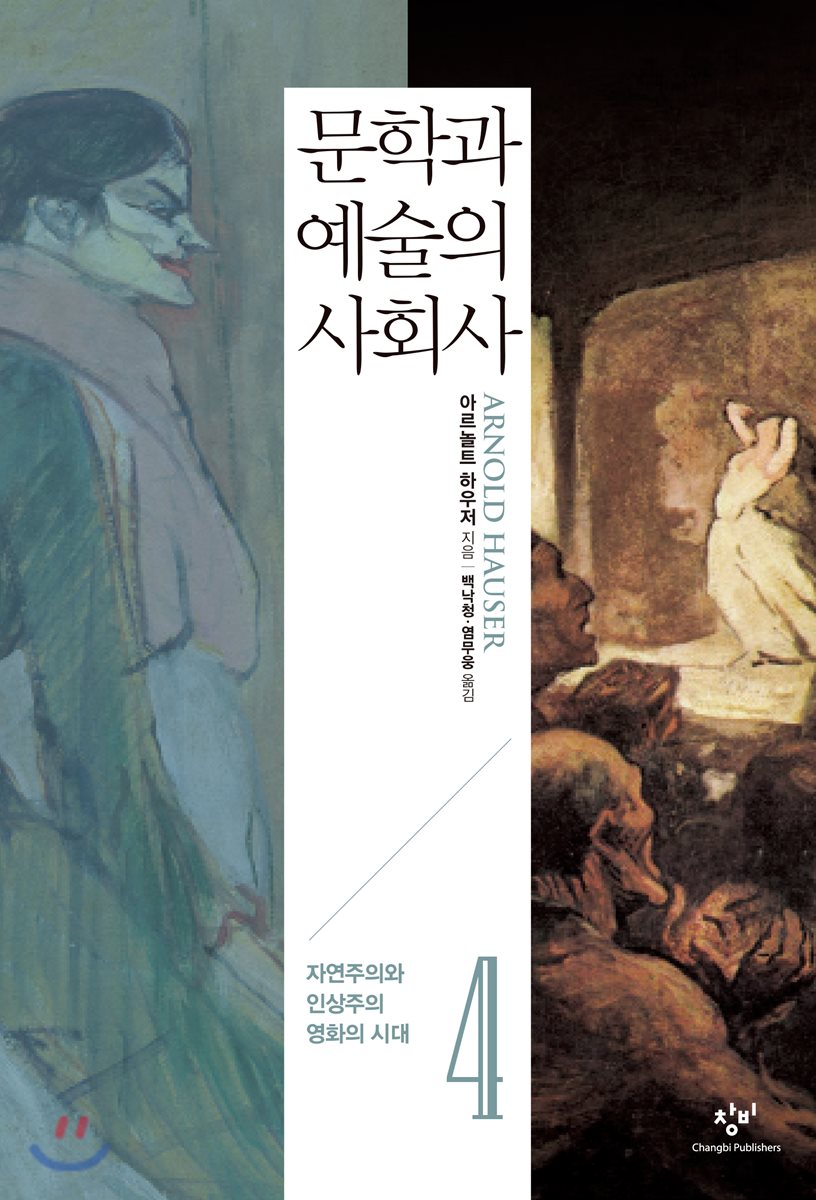 문학과
예술의
사회사
ARNOLD HAUSER
아르놀트 하우저 지음 | 백낙청·염무웅 옮김
자연주의와
인상주의
영화의 시대
4
창비
Changbi Publishers